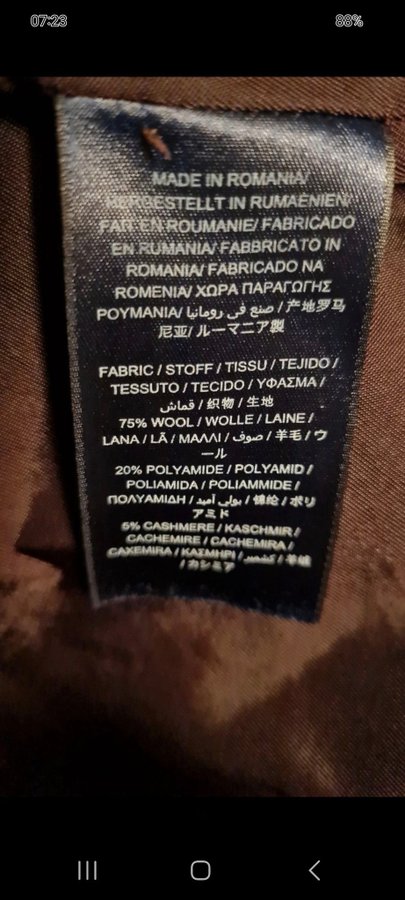 07:23
88%
MADE IN ROMANIA/
HERGESTELLT IN RUMAENIEN/
FAIT EN ROUMANIE/ FABRICADO
EN RUMANIA/ FABBRICATO IN
ROMANIA/ FABRICADO NA
ROMENIA/ ΧΩΡΑ ΠΑΡΑΓΩΓΗΣ
ΡΟΥΜΑΝΙΑ/ صنع في رومانيا / 产地罗马
尼亚/ ルーマニア製
FABRIC / STOFF / TISSU / TEJIDO /
TESSUTO / TECIDO / ΥΦΑΣΜΑ /
قماش / 织物 / 生地
75% WOOL / WOLLE / LAINE /
LANA / LÃ / ΜΑΛΛΙ / صوف / 羊毛 / ウ
ール
20% POLYAMIDE / POLYAMID /
POLIAMIDA / POLIAMMIDE /
ΠΟΛΥΑΜΙΔΗ / بولي أميد / 锦纶 / ポリ
アミド
5% CASHMERE / KASCHMIR /
CACHEMIRE / CACHEMIRA /
CAXEMIRA / ΚΑΣΜΗΡΙ / كشمير / 羊绒
/ カシミア